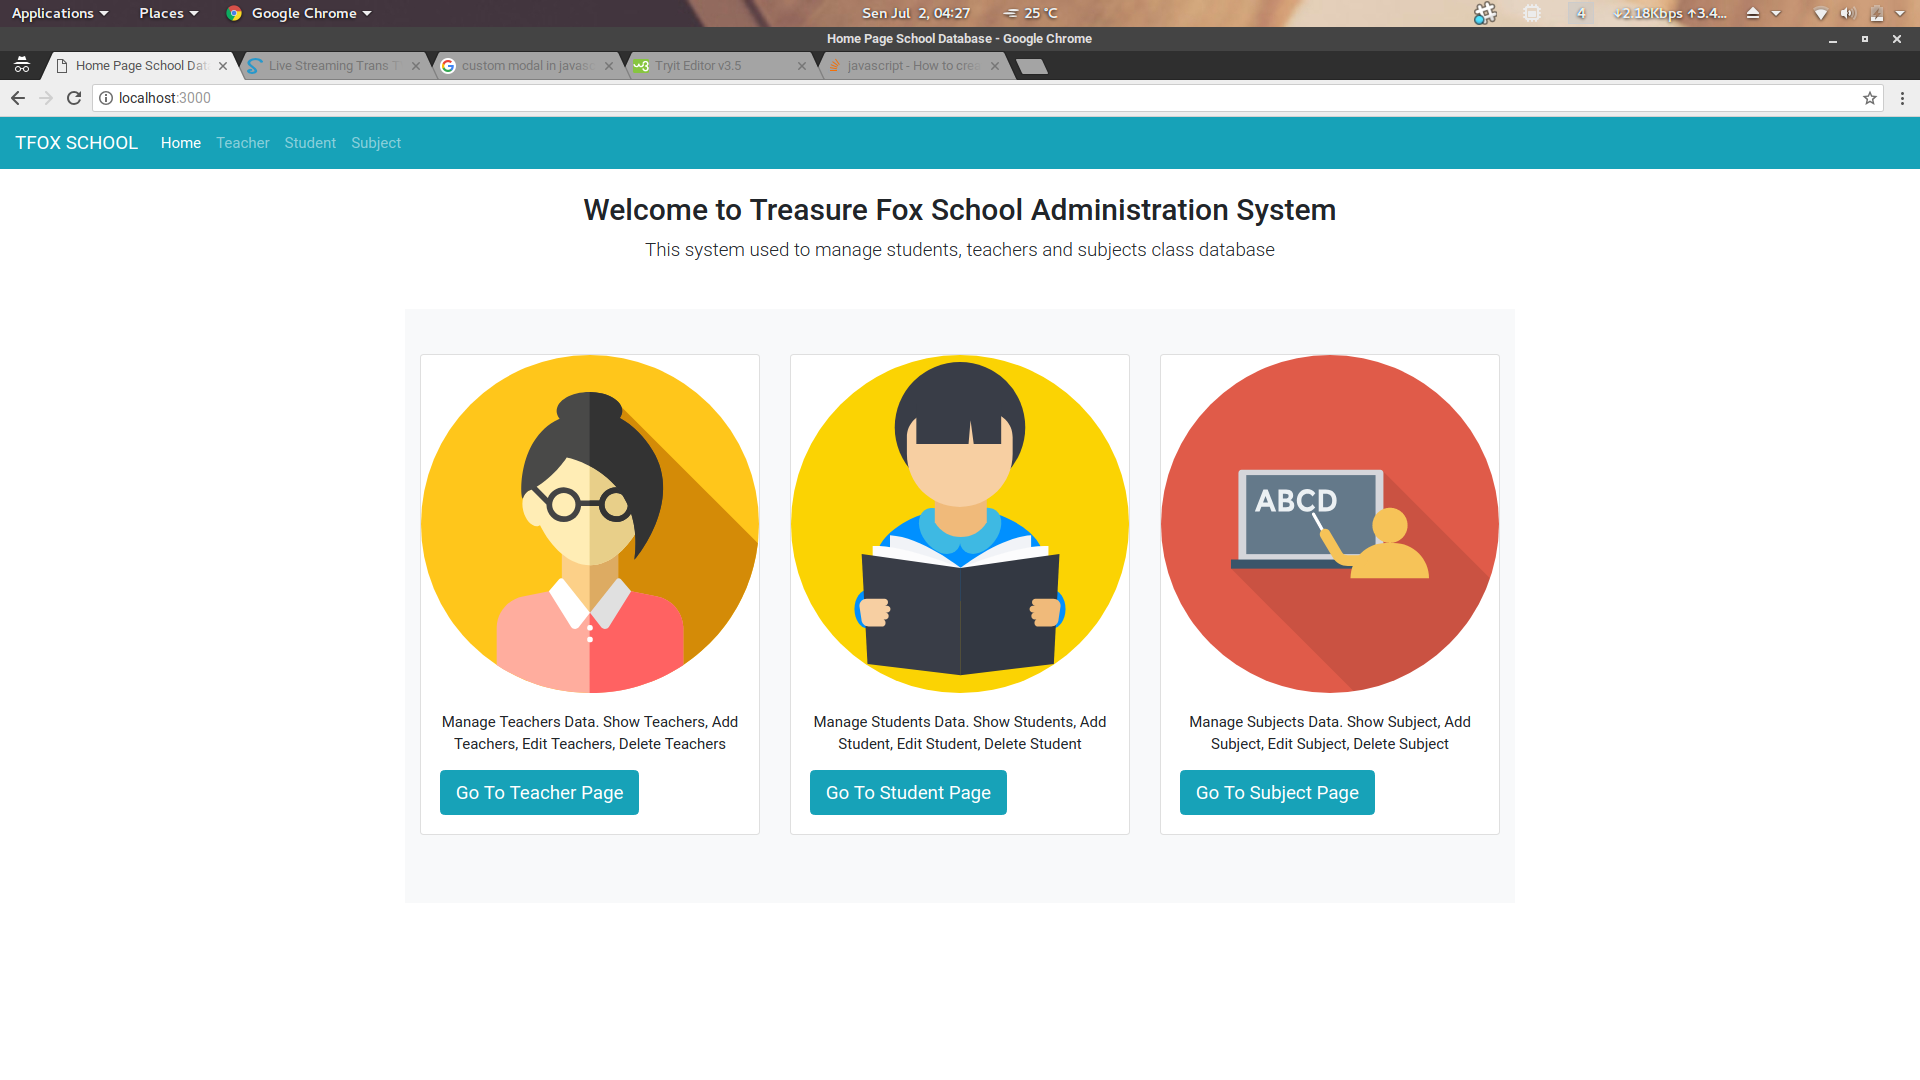 Applications Places Google Chrome Sen Jul 2, 04:27 25 °C 4 ↓2.18Kbps ↑3.4...
Home Page School Database - Google Chrome
Home Page School Dat Live Streaming Trans T custom modal in javasc Tryit Editor v3.5 javascript - How to crea
localhost:3000
TFOX SCHOOL Home Teacher Student Subject
Welcome to Treasure Fox School Administration System
This system used to manage students, teachers and subjects class database
ABCD
Manage Teachers Data. Show Teachers, Add
Teachers, Edit Teachers, Delete Teachers
Go To Teacher Page
Manage Students Data. Show Students, Add
Student, Edit Student, Delete Student
Go To Student Page
Manage Subjects Data. Show Subject, Add
Subject, Edit Subject, Delete Subject
Go To Subject Page